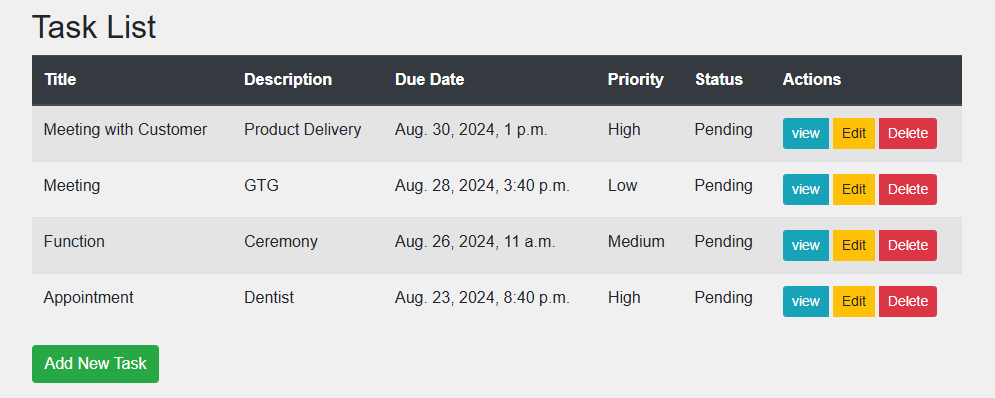 Task List
Title Description Due Date Priority Status Actions
Meeting with Customer Product Delivery Aug. 30, 2024, 1 p.m. High Pending view Edit Delete
Meeting GTG Aug. 28, 2024, 3:40 p.m. Low Pending view Edit Delete
Function Ceremony Aug. 26, 2024, 11 a.m. Medium Pending view Edit Delete
Appointment Dentist Aug. 23, 2024, 8:40 p.m. High Pending view Edit Delete
Add New Task